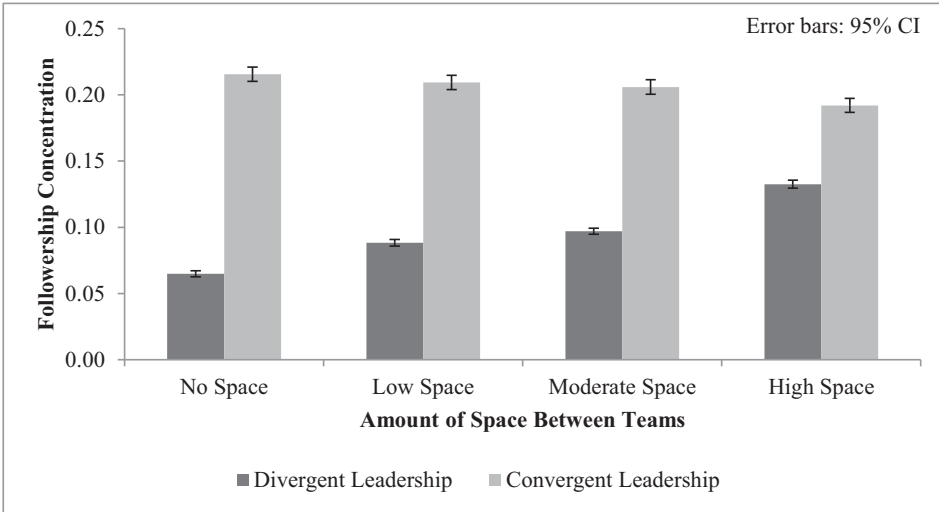 Error bars: 95% CI
Followership Concentration
0.25
0.20
0.15
0.10
0.05
0.00
No Space Low Space Moderate Space High Space
Amount of Space Between Teams
Divergent Leadership Convergent Leadership